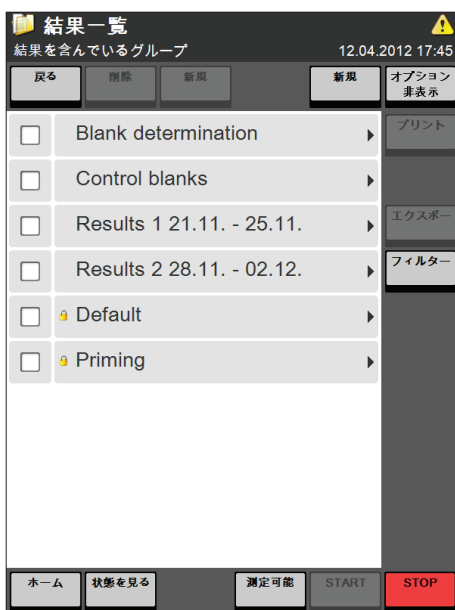 結果一覧
結果を含んでいるグループ 12.04.2012 17:45
戻る 削除 新規 新規 オプション
非表示
Blank determination プリント
Control blanks
Results 1 21.11. - 25.11. エクスポー
Results 2 28.11. - 02.12. フィルター
Default
Priming
ホーム 状態を見る 測定可能 START STOP